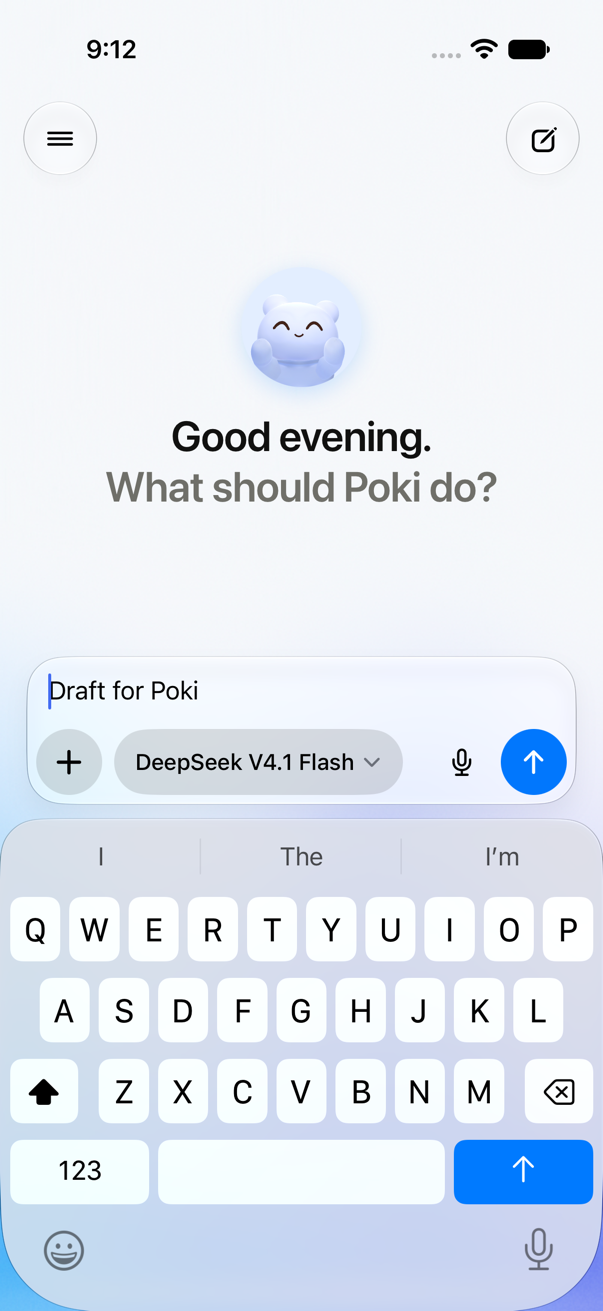 9:12
Good evening.
What should Poki do?
Draft for Poki
DeepSeek V4.1 Flash
I The I’m
Q W E R T Y U I O P
A S D F G H J K L
Z X C V B N M
123